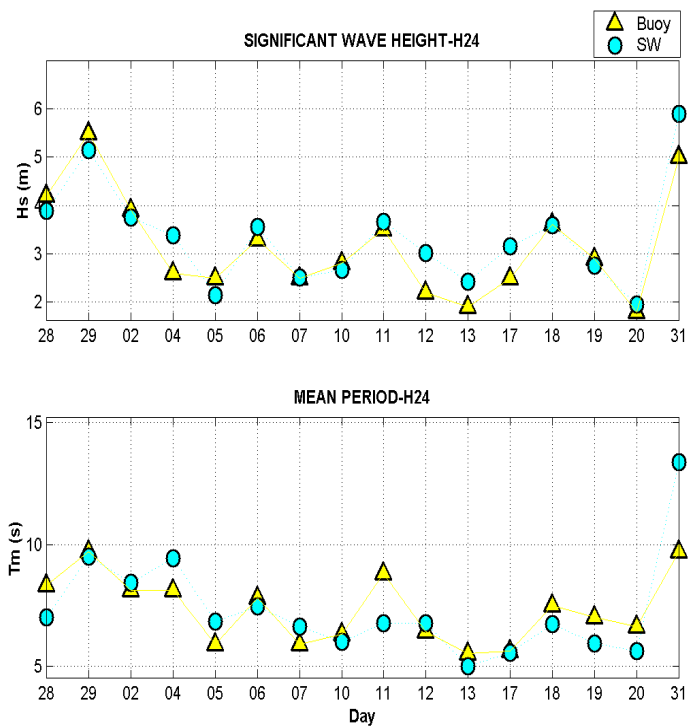 Buoy
SW
SIGNIFICANT WAVE HEIGHT-H24
6
5
4
3
2
Hs (m)
28 29 02 04 05 06 07 10 11 12 13 17 18 19 20 31
MEAN PERIOD-H24
15
10
5
Tm (s)
28 29 02 04 05 06 07 10 11 12 13 17 18 19 20 31
Day